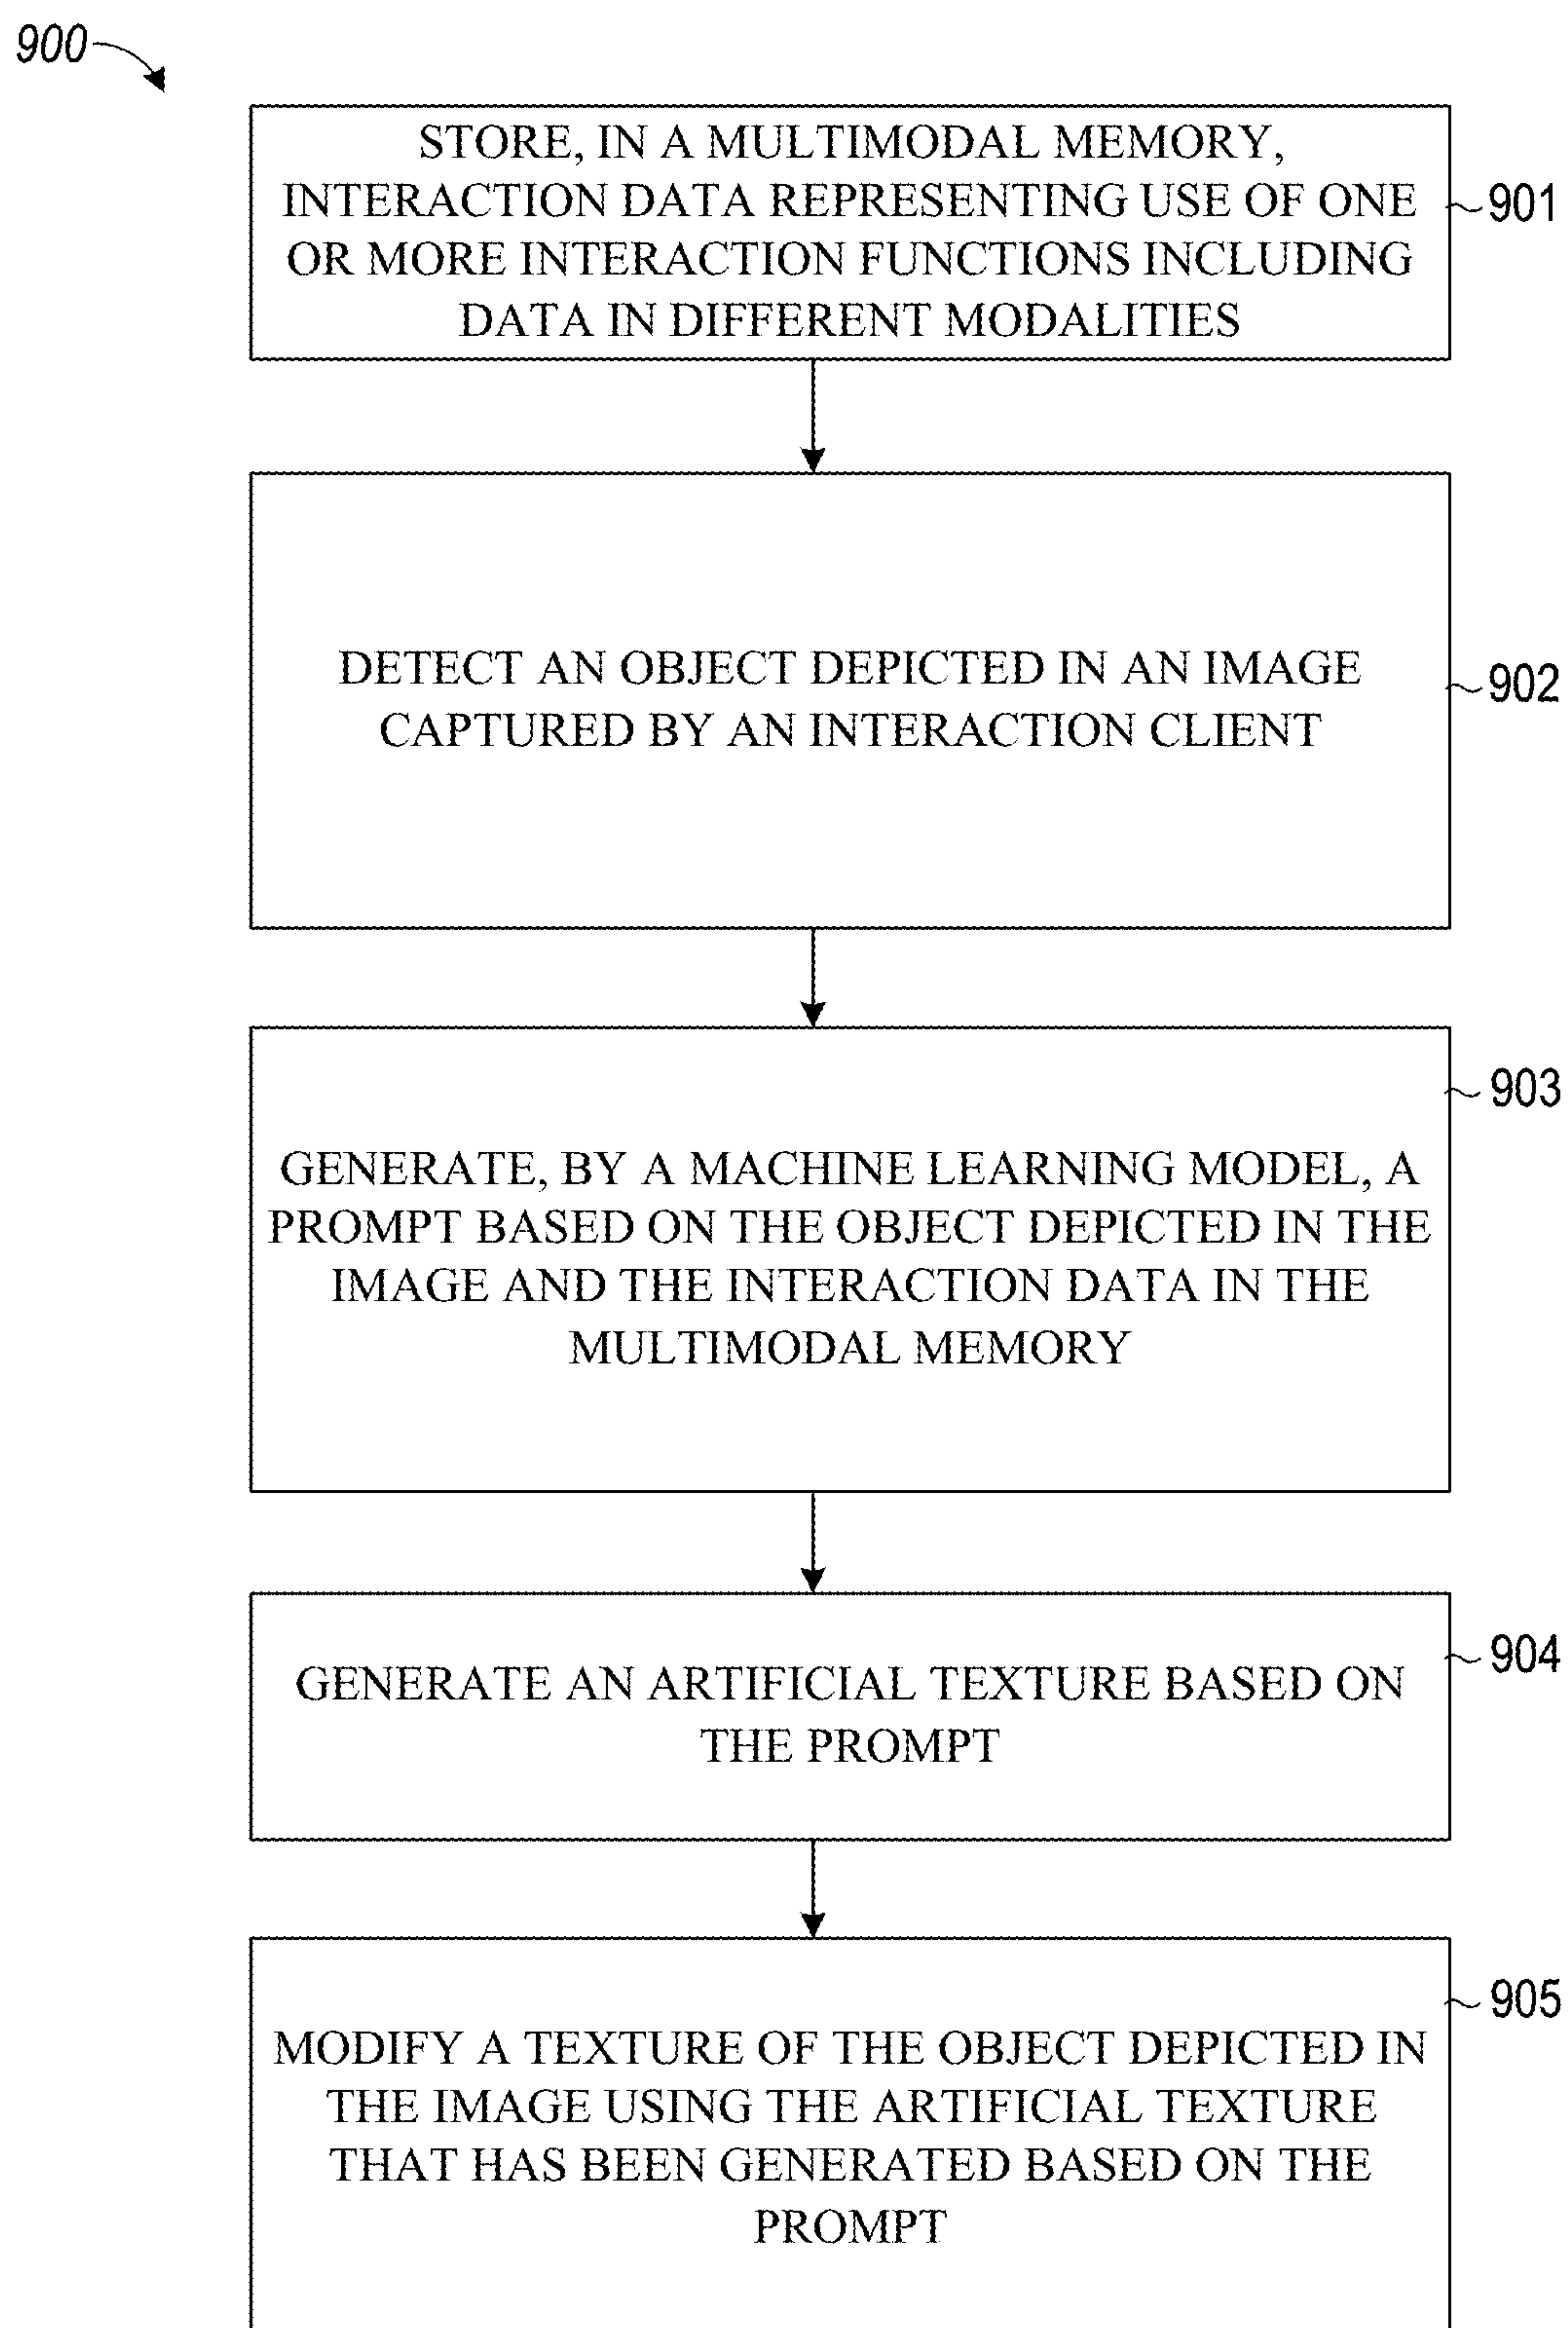 900
STORE, IN A MULTIMODAL MEMORY,
INTERACTION DATA REPRESENTING USE OF ONE
OR MORE INTERACTION FUNCTIONS INCLUDING
DATA IN DIFFERENT MODALITIES
901
DETECT AN OBJECT DEPICTED IN AN IMAGE
CAPTURED BY AN INTERACTION CLIENT
902
903
GENERATE, BY A MACHINE LEARNING MODEL, A
PROMPT BASED ON THE OBJECT DEPICTED IN THE
IMAGE AND THE INTERACTION DATA IN THE
MULTIMODAL MEMORY
904
GENERATE AN ARTIFICIAL TEXTURE BASED ON
THE PROMPT
905
MODIFY A TEXTURE OF THE OBJECT DEPICTED IN
THE IMAGE USING THE ARTIFICIAL TEXTURE
THAT HAS BEEN GENERATED BASED ON THE
PROMPT